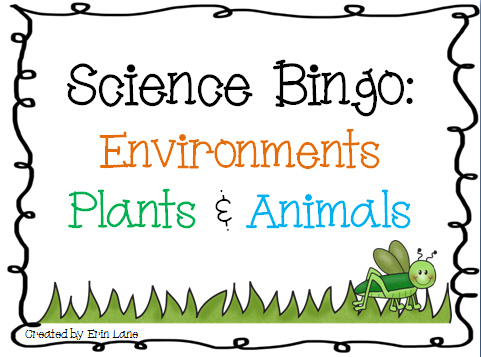 Science Bingo:
Environments
Plants & Animals
Created by Erin Lane